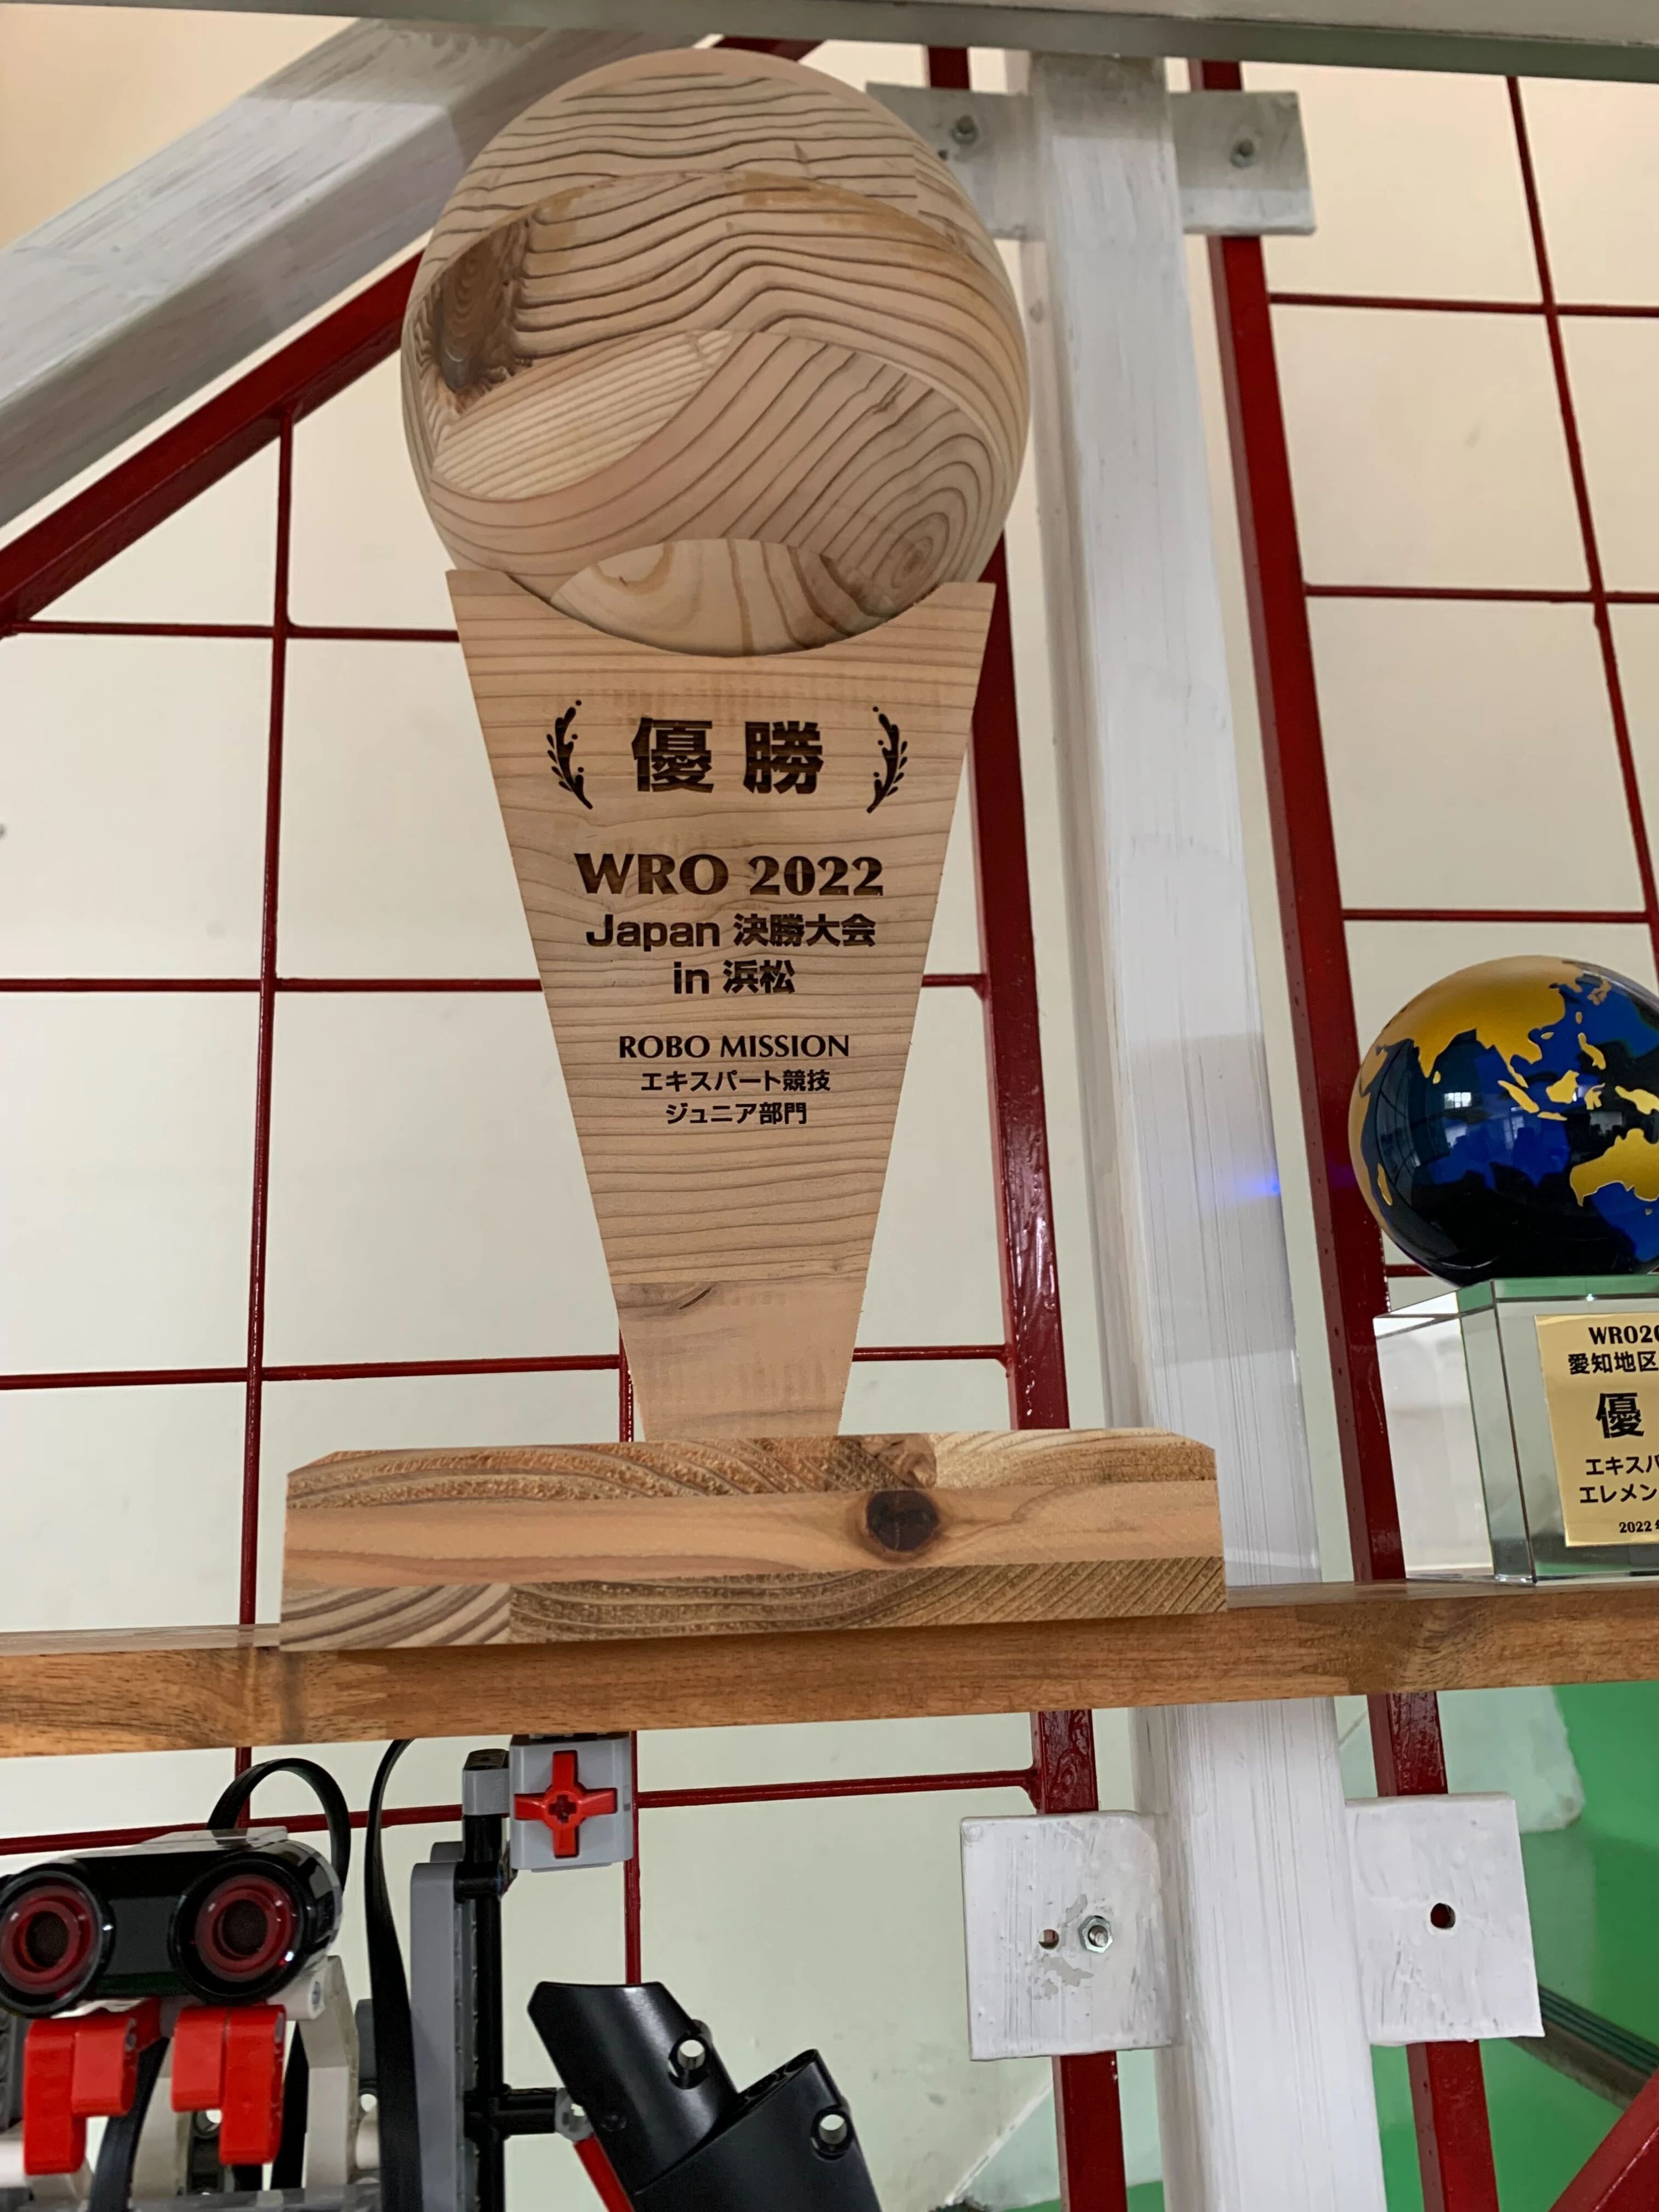 優勝
WRO 2022
Japan 決勝大会
in 浜松
ROBO MISSION
エキスパート競技
ジュニア部門
WRO20
愛知地区
優
エキスパ
エレメン
2022